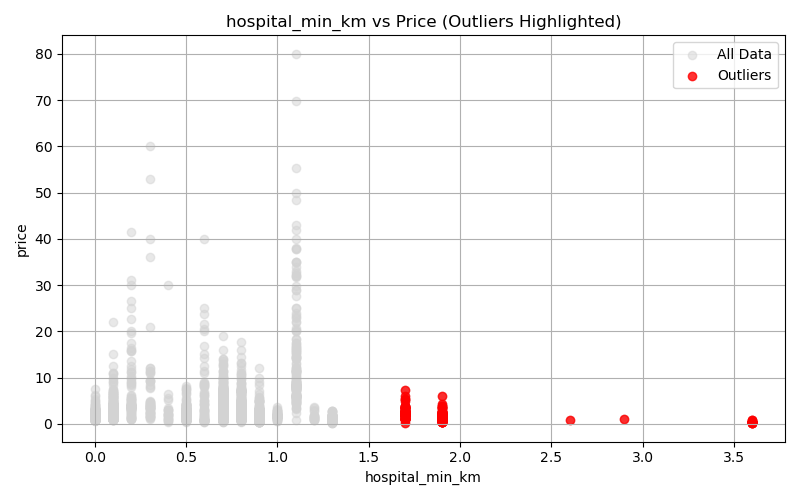 hospital_min_km vs Price (Outliers Highlighted)
All Data
Outliers
price
80
70
60
50
40
30
20
10
0
0.0 0.5 1.0 1.5 2.0 2.5 3.0 3.5
hospital_min_km